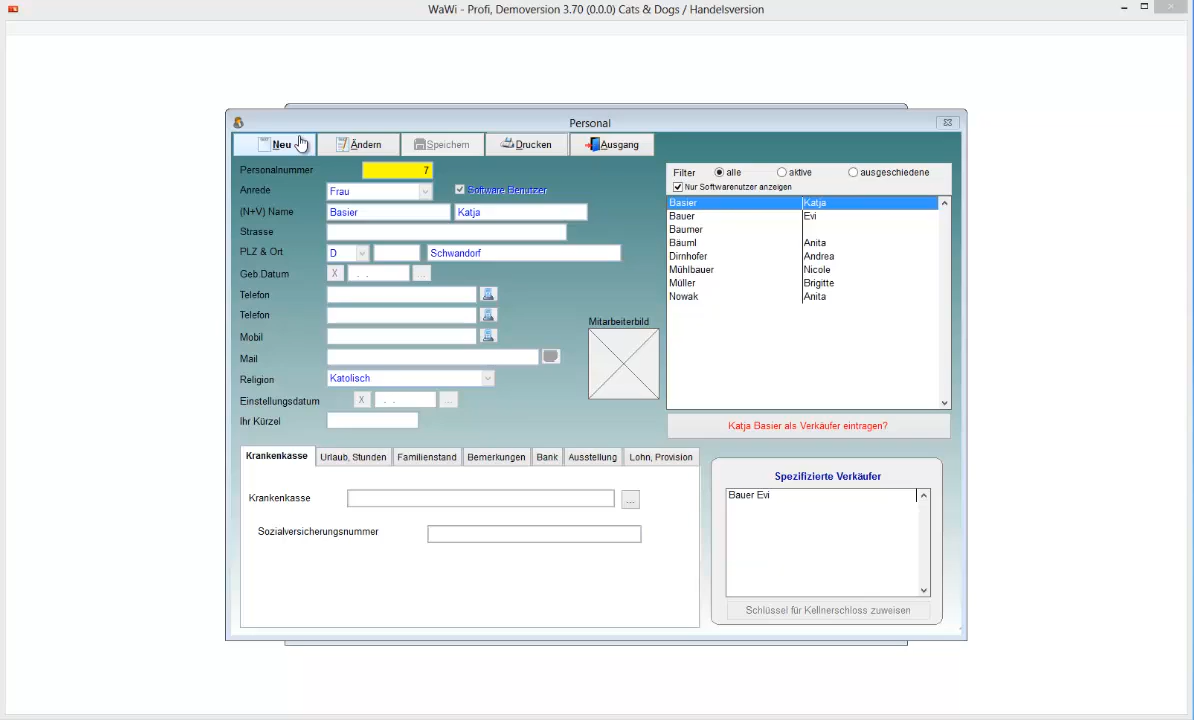 WaWi - Profi, Demoversion 3.70 (0.0.0) Cats & Dogs / Handelsversion
Personal
Neu Ändern Speichern Drucken Ausgang
Personalnummer 7
Anrede Frau Software Benutzer
(N+V) Name Basier Katja
Strasse
PLZ & Ort D Schwandorf
Geb Datum X . . ...
Telefon
Telefon
Mobil
Mail
Religion Katolisch
Einstellungsdatum X . . ...
Ihr Kürzel
Mitarbeiterbild
Filter alle aktive ausgeschiedene
Nur Softwarenutzer anzeigen
Basier Katja
Bauer Evi
Baumer
Bäuml Anita
Dirnhofer Andrea
Mühlbauer Nicole
Müller Brigitte
Nowak Anita
Katja Basier als Verkäufer eintragen?
Krankenkasse Urlaub, Stunden Familienstand Bemerkungen Bank Ausstellung Lohn, Provision
Krankenkasse ...
Sozialversicherungsnummer
Spezifizierte Verkäufer
Bauer Evi
Schlüssel für Kellnerschloss zuweisen